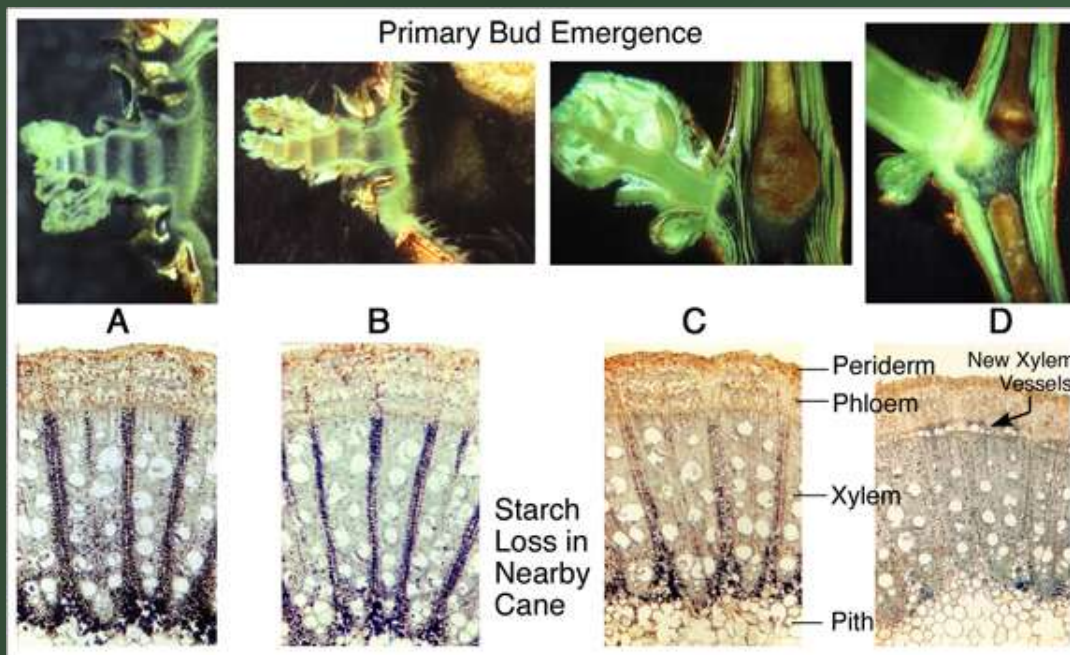 Primary Bud Emergence
A
B
C
D
Periderm
Phloem
New Xylem
Vessels
Xylem
Starch
Loss in
Nearby
Cane
Pith